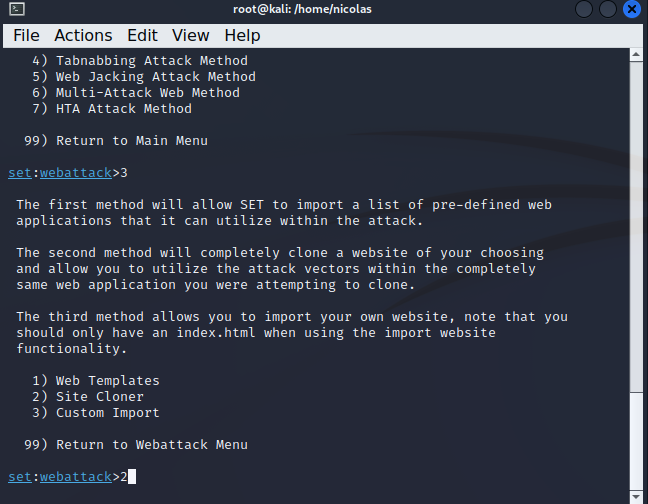 root@kali: /home/nicolas
File Actions Edit View Help
4) Tabnabbing Attack Method
5) Web Jacking Attack Method
6) Multi-Attack Web Method
7) HTA Attack Method
99) Return to Main Menu
set:webattack>3
The first method will allow SET to import a list of pre-defined web
applications that it can utilize within the attack.
The second method will completely clone a website of your choosing
and allow you to utilize the attack vectors within the completely
same web application you were attempting to clone.
The third method allows you to import your own website, note that you
should only have an index.html when using the import website
functionality.
1) Web Templates
2) Site Cloner
3) Custom Import
99) Return to Webattack Menu
set:webattack>2